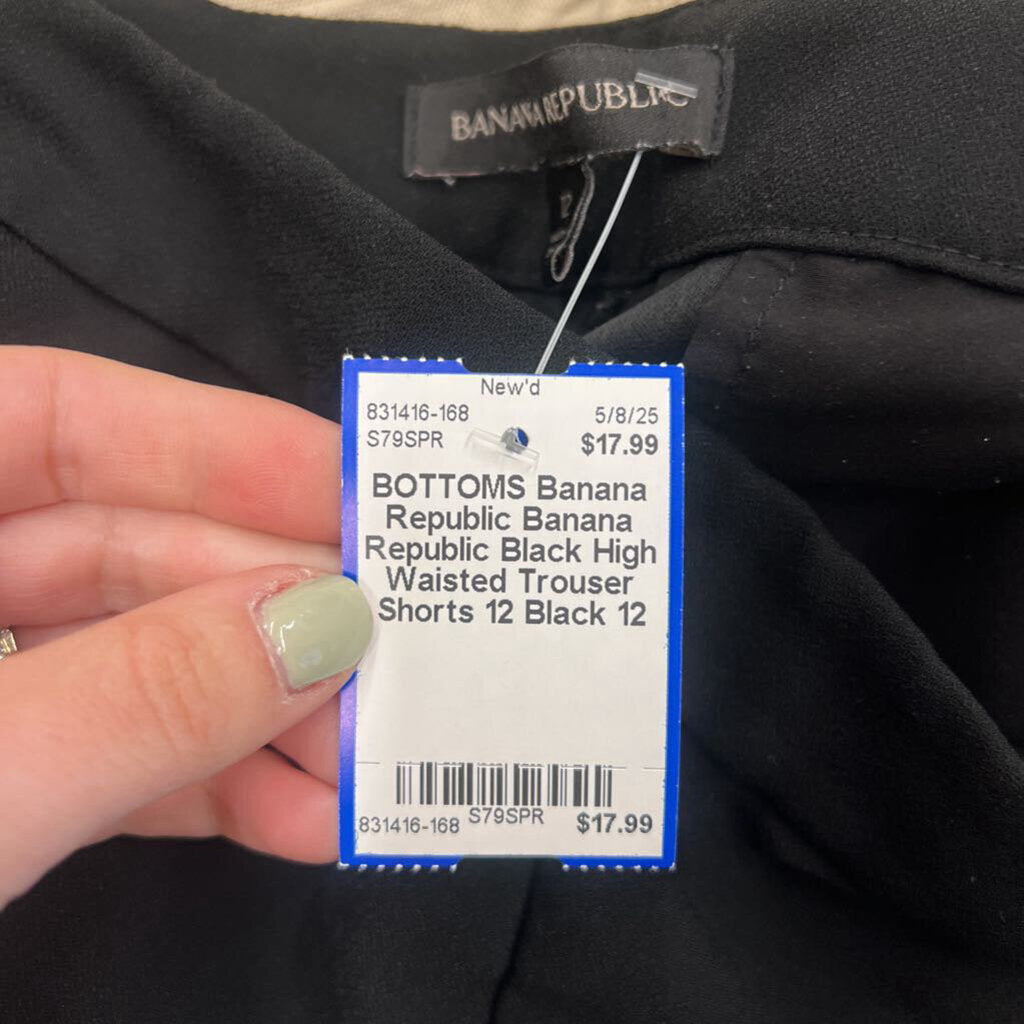 BANANA REPUBLIC
12
New'd
831416-168 5/8/25
S79SPR $17.99
BOTTOMS Banana
Republic Banana
Republic Black High
Waisted Trouser
Shorts 12 Black 12
831416-168 S79SPR $17.99